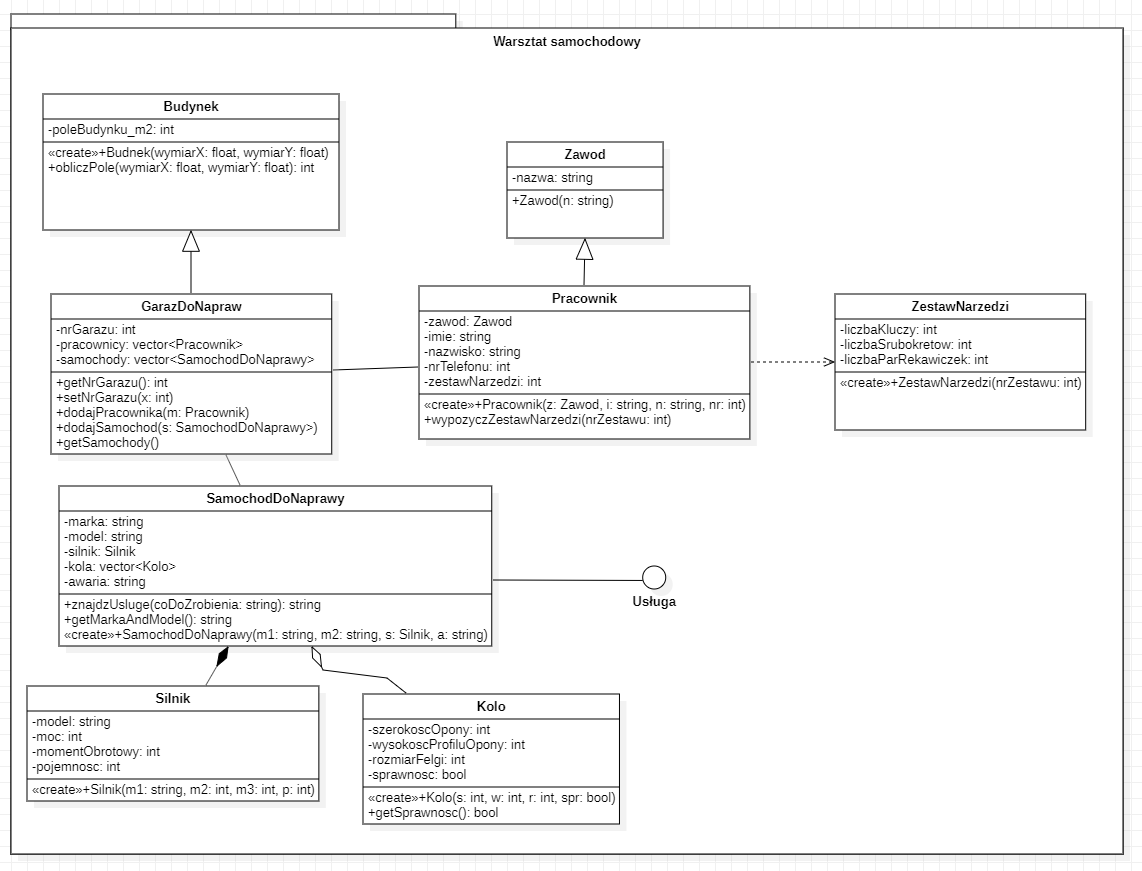 Warsztat samochodowy
Budynek
-poleBudynku_m2: int
«create»+Budnek(wymiarX: float, wymiarY: float)
+obliczPole(wymiarX: float, wymiarY: float): int
Zawod
-nazwa: string
+Zawod(n: string)
GarazDoNapraw
-nrGarazu: int
-pracownicy: vector<Pracownik>
-samochody: vector<SamochodDoNaprawy>
+getNrGarazu(): int
+setNrGarazu(x: int)
+dodajPracownika(m: Pracownik)
+dodajSamochod(s: SamochodDoNaprawy>)
+getSamochody()
Pracownik
-zawod: Zawod
-imie: string
-nazwisko: string
-nrTelefonu: int
-zestawNarzedzi: int
«create»+Pracownik(z: Zawod, i: string, n: string, nr: int)
+wypozyczZestawNarzedzi(nrZestawu: int)
ZestawNarzedzi
-liczbaKluczy: int
-liczbaSrubokretow: int
-liczbaParRekawiczek: int
«create»+ZestawNarzedzi(nrZestawu: int)
SamochodDoNaprawy
-marka: string
-model: string
-silnik: Silnik
-kola: vector<Kolo>
-awaria: string
+znajdzUsluge(coDoZrobienia: string): string
+getMarkaAndModel(): string
«create»+SamochodDoNaprawy(m1: string, m2: string, s: Silnik, a: string)
Usługa
Silnik
-model: string
-moc: int
-momentObrotowy: int
-pojemnosc: int
«create»+Silnik(m1: string, m2: int, m3: int, p: int)
Kolo
-szerokoscOpony: int
-wysokoscProfiluOpony: int
-rozmiarFelgi: int
-sprawnosc: bool
«create»+Kolo(s: int, w: int, r: int, spr: bool)
+getSprawnosc(): bool